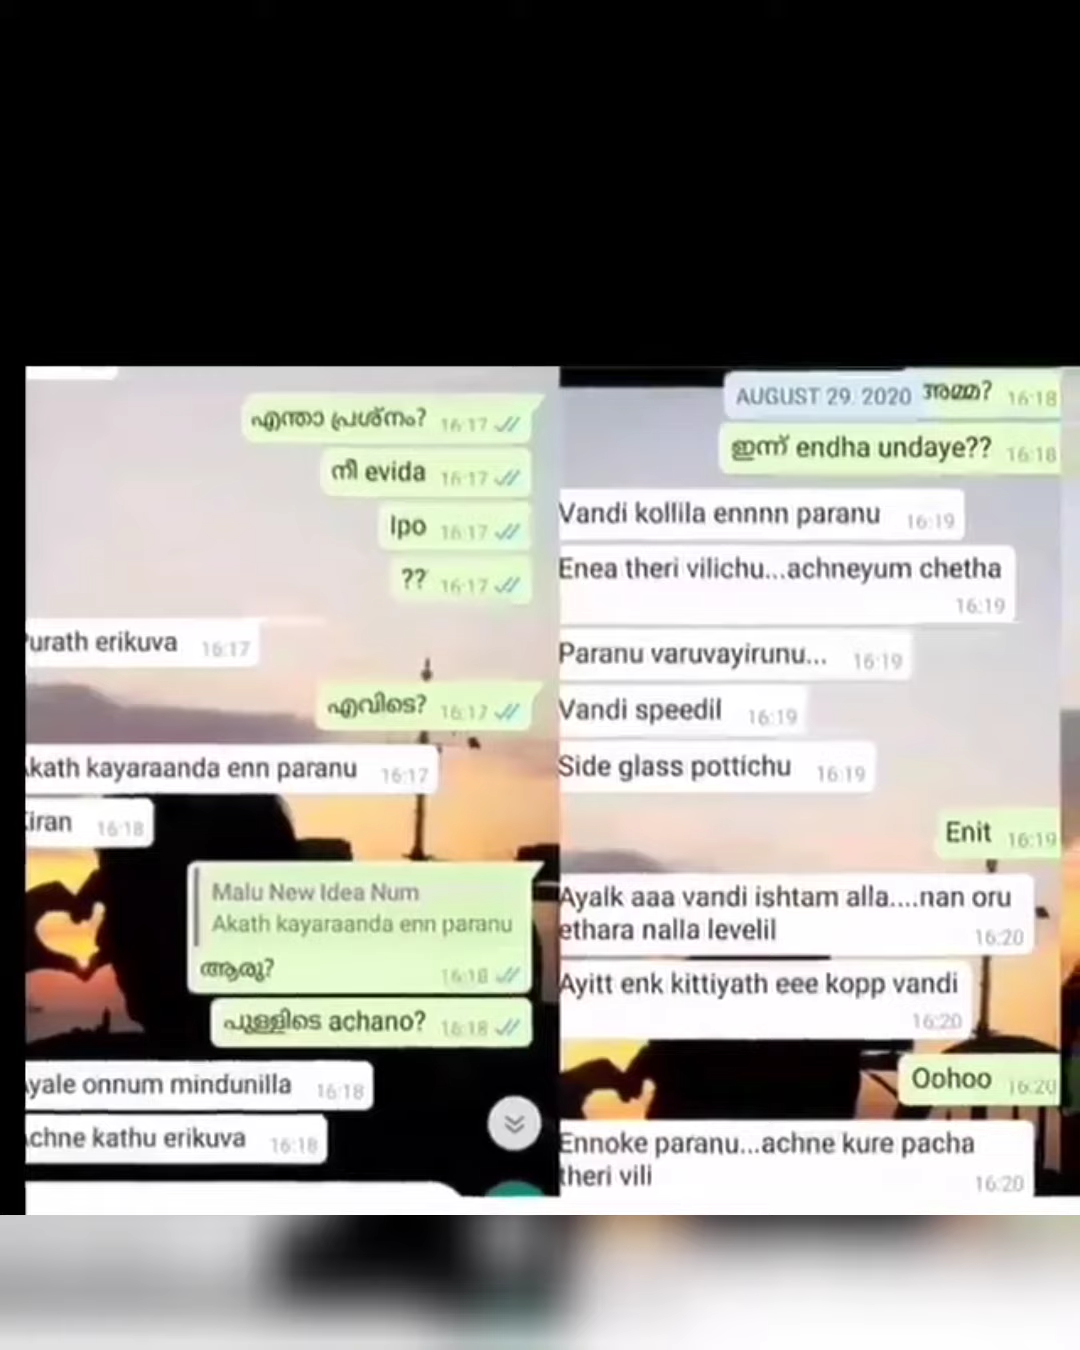 എന്താ പ്രശ്നം? 16:17
നീ evida 16:17
Ipo 16:17
?? 16:17
urath erikuva 16:17
എവിടെ? 16:17
kath kayaraanda enn paranu 16:17
iran 16:18
Malu New Idea Num
Akath kayaraanda enn paranu
ആരു? 16:18
പുള്ളിടെ achano? 16:18
yale onnum mindunilla 16:18
chne kathu erikuva 16:18
AUGUST 29, 2020
അമ്മ? 16:18
ഇന്ന് endha undaye?? 16:18
Vandi kollila ennnn paranu 16:19
Enea theri vilichu...achneyum chetha
16:19
Paranu varuvayirunu... 16:19
Vandi speedil 16:19
Side glass pottichu 16:19
Enit 16:19
Ayalk aaa vandi ishtam alla....nan oru
ethara nalla levelil 16:20
Ayitt enk kittiyath eee kopp vandi
16:20
Oohoo 16:20
Ennoke paranu...achne kure pacha
theri vili 16:20